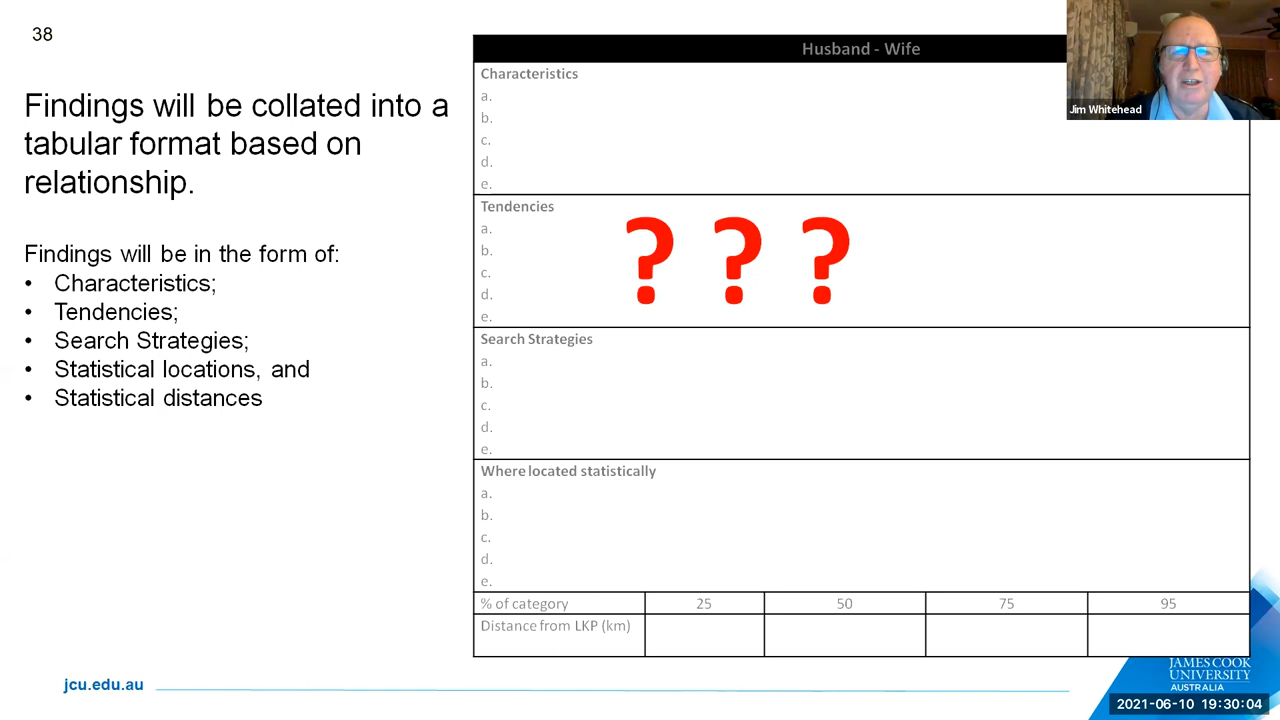 38
Findings will be collated into a
tabular format based on
relationship.
Findings will be in the form of:
• Characteristics;
• Tendencies;
• Search Strategies;
• Statistical locations, and
• Statistical distances
Husband - Wife
Characteristics
a.
b.
c.
d.
e.
Tendencies
a.
b.
c.
d.
e.
? ? ?
Search Strategies
a.
b.
c.
d.
e.
Where located statistically
a.
b.
c.
d.
e.
% of category 25 50 75 95
Distance from LKP (km)
Jim Whitehead
jcu.edu.au
JAMES COOK
UNIVERSITY
AUSTRALIA
2021-06-10 19:30:04